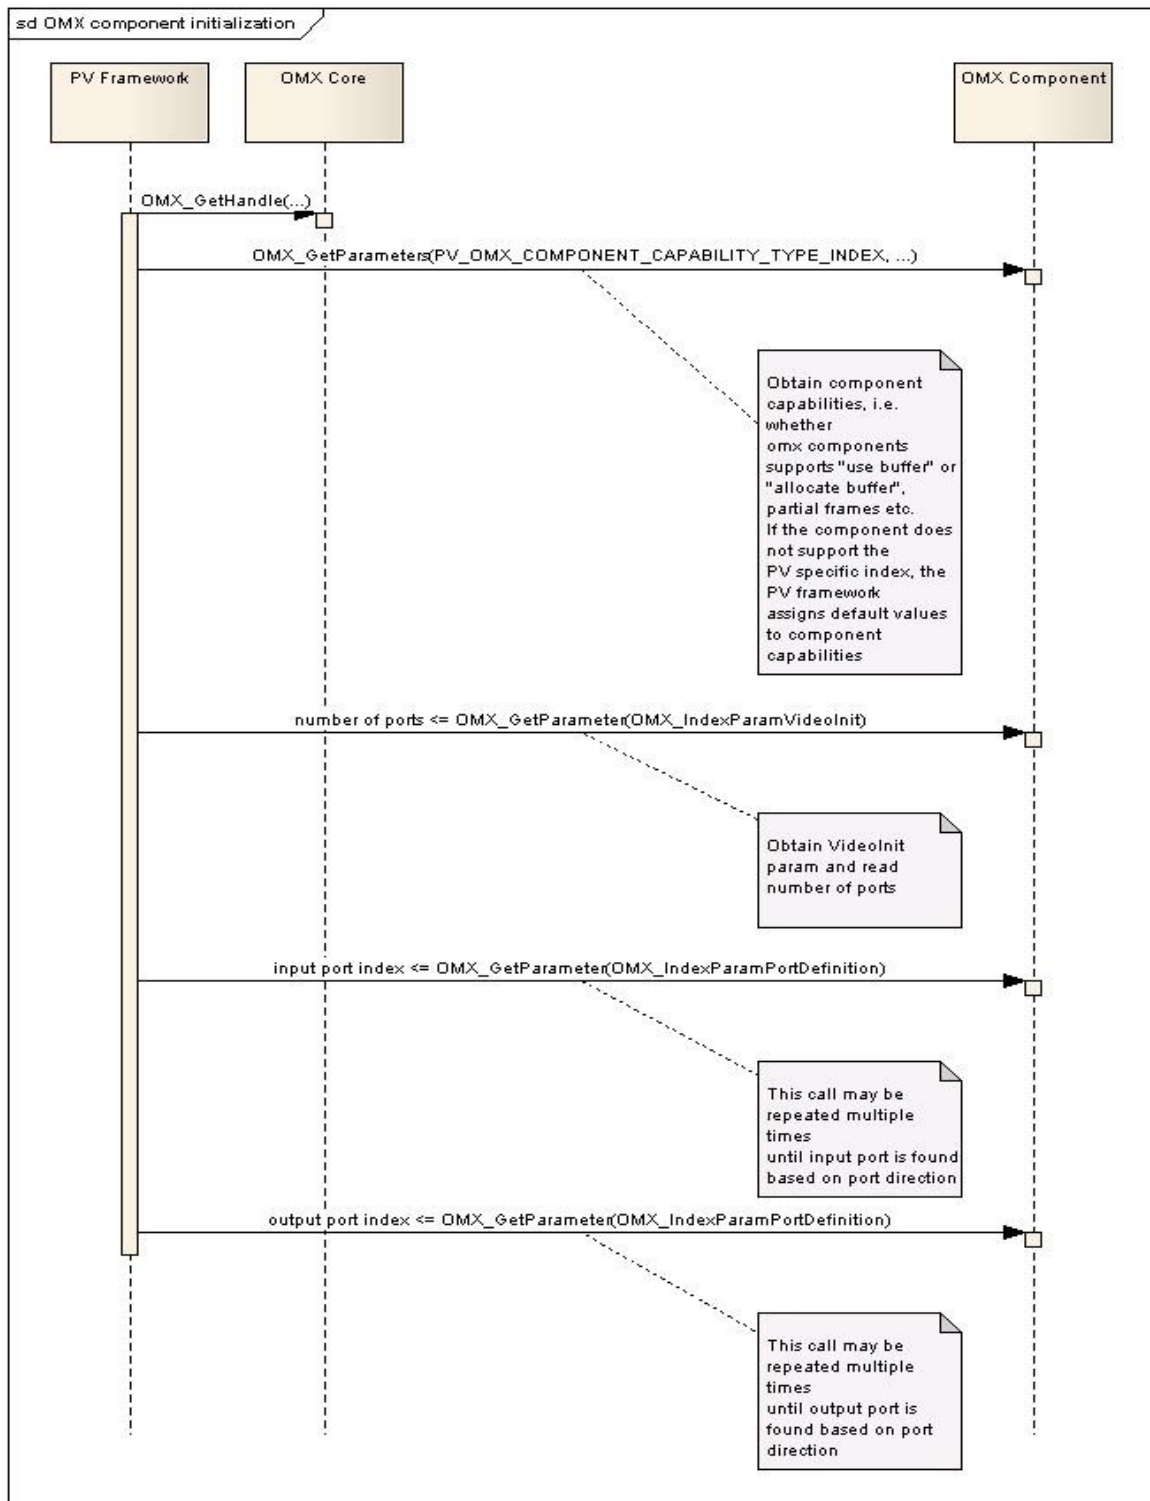 sd OMX component initialization
PV Framework
OMX Core
OMX Component
OMX_GetHandle(...)
OMX_GetParameters(PV_OMX_COMPONENT_CAPABILITY_TYPE_INDEX, ...)
Obtain component
capabilities, i.e.
whether
omx components
supports "use buffer" or
"allocate buffer",
partial frames etc.
If the component does
not support the
PV specific index, the
PV framework
assigns default values
to component
capabilities
number of ports <= OMX_GetParameter(OMX_IndexParamVideoInit)
Obtain VideoInit
param and read
number of ports
input port index <= OMX_GetParameter(OMX_IndexParamPortDefinition)
This call may be
repeated multiple
times
until input port is found
based on port direction
output port index <= OMX_GetParameter(OMX_IndexParamPortDefinition)
This call may be
repeated multiple
times
until output port is
found based on port
direction